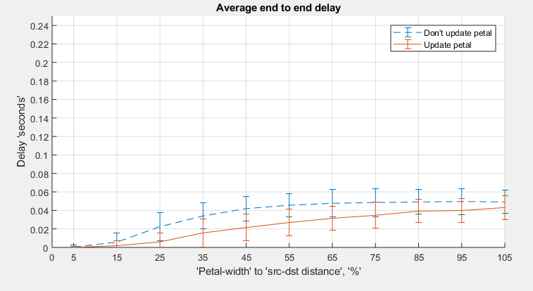 Average end to end delay
Don't update petal
Update petal
Delay 'seconds'
0.24
0.22
0.2
0.18
0.16
0.14
0.12
0.1
0.08
0.06
0.04
0.02
0
0 5 15 25 35 45 55 65 75 85 95 105
'Petal-width' to 'src-dst distance', '%'